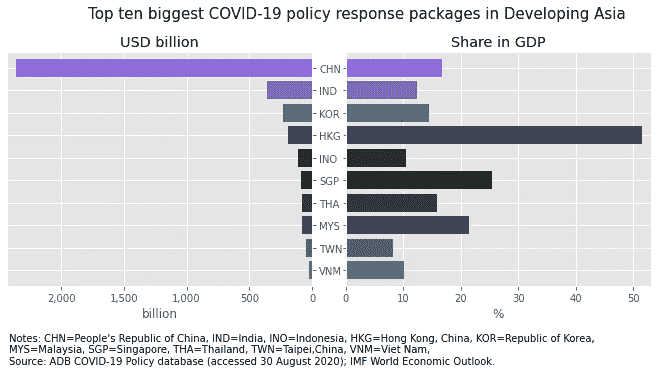 Top ten biggest COVID-19 policy response packages in Developing Asia
USD billion
Share in GDP
CHN
IND
KOR
HKG
INO
SGP
THA
MYS
TWN
VNM
2,000 1,500 1,000 500 0
0 10 20 30 40 50
billion
%
Notes: CHN=People's Republic of China, IND=India, INO=Indonesia, HKG=Hong Kong, China, KOR=Republic of Korea,
MYS=Malaysia, SGP=Singapore, THA=Thailand, TWN=Taipei,China, VNM=Viet Nam,
Source: ADB COVID-19 Policy database (accessed 30 August 2020); IMF World Economic Outlook.